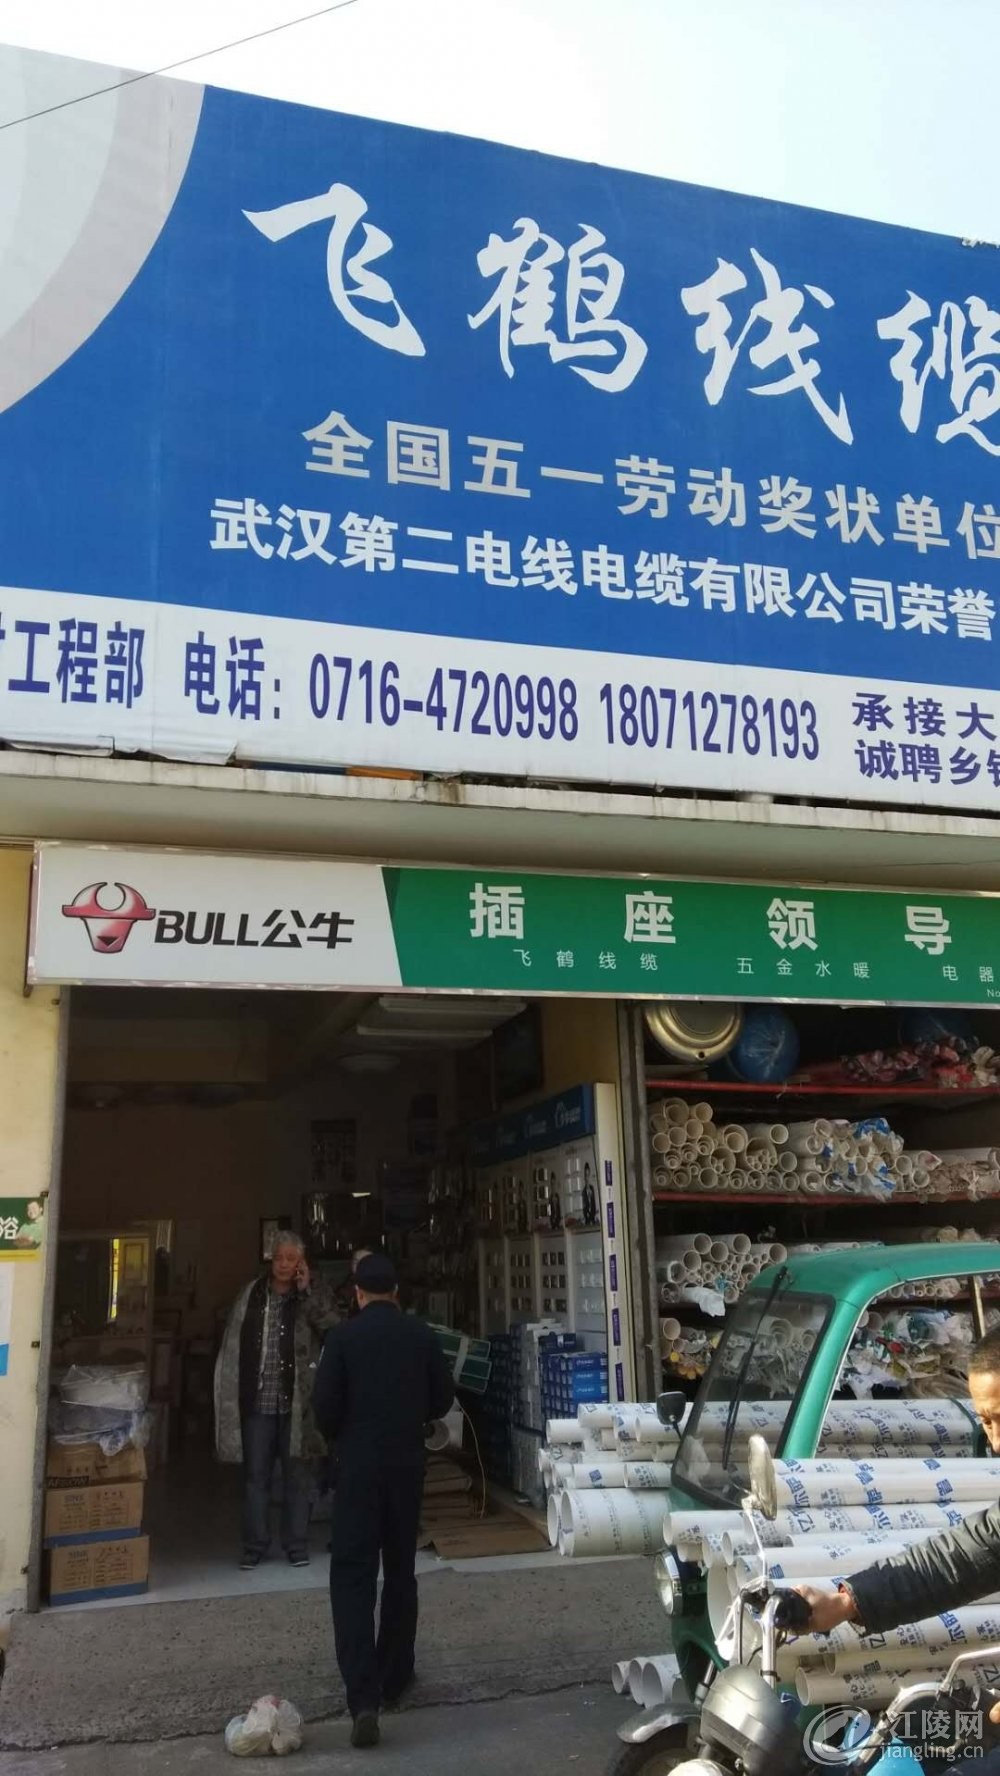 飞鹤线缆
全国五一劳动奖状单位
武汉第二电线电缆有限公司荣誉
工程部 电话：0716-4720998 18071278193
承接大
诚聘乡镇
BULL公牛
插座领导
飞鹤线缆 五金水暖 电器
No
浴
江陵网
jiangling.cn